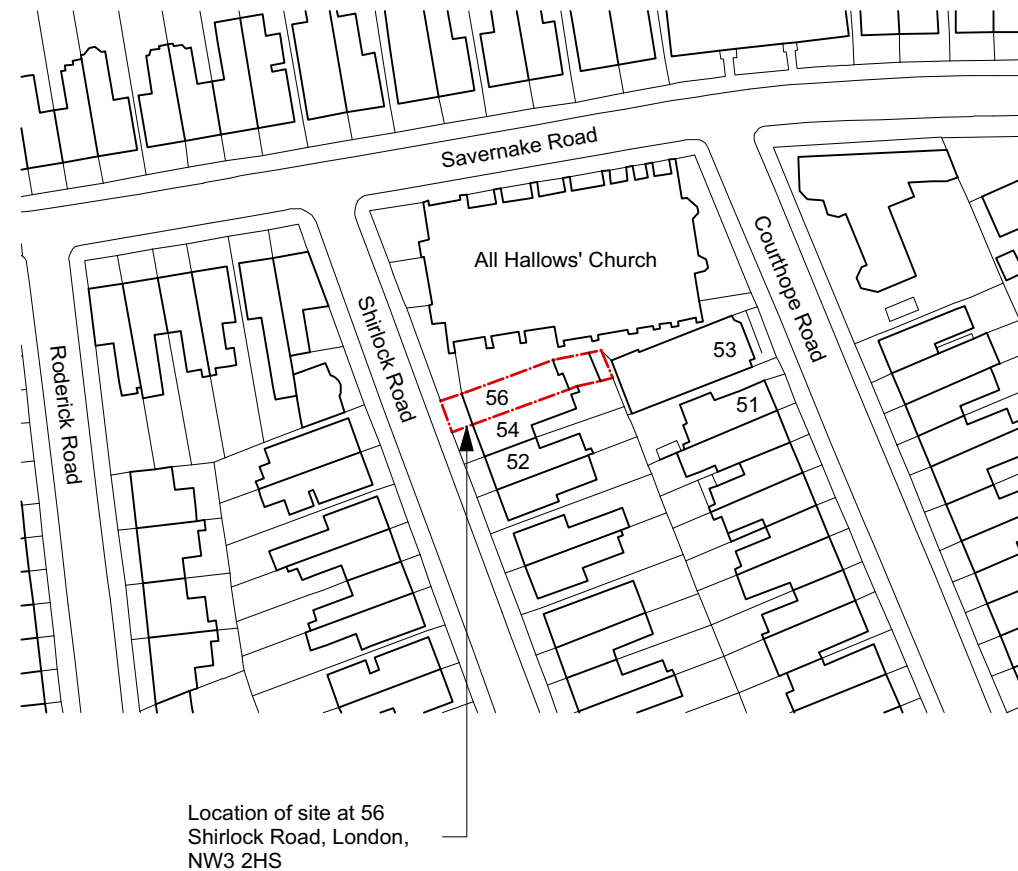 Savernake Road
All Hallows' Church
Courthope Road
Shirlock Road
Roderick Road
53
56
51
54
52
Location of site at 56
Shirlock Road, London,
NW3 2HS